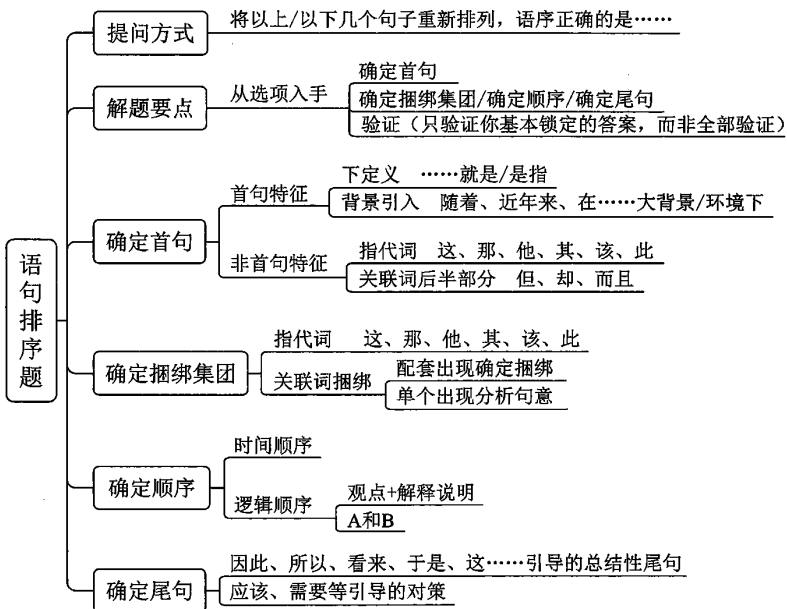 语句排序题
提问方式
将以上/以下几个句子重新排列，语序正确的是……
解题要点
从选项入手
确定首句
确定捆绑集团/确定顺序/确定尾句
验证（只验证你基本锁定的答案，而非全部验证）
确定首句
首句特征
下定义 ……就是/是指
背景引入 随着、近年来、在……大背景/环境下
非首句特征
指代词 这、那、他、其、该、此
关联词后半部分 但、却、而且
确定捆绑集团
指代词 这、那、他、其、该、此
关联词捆绑
配套出现确定捆绑
单个出现分析句意
确定顺序
时间顺序
逻辑顺序
观点+解释说明
A和B
确定尾句
因此、所以、看来、于是、这……引导的总结性尾句
应该、需要等引导的对策